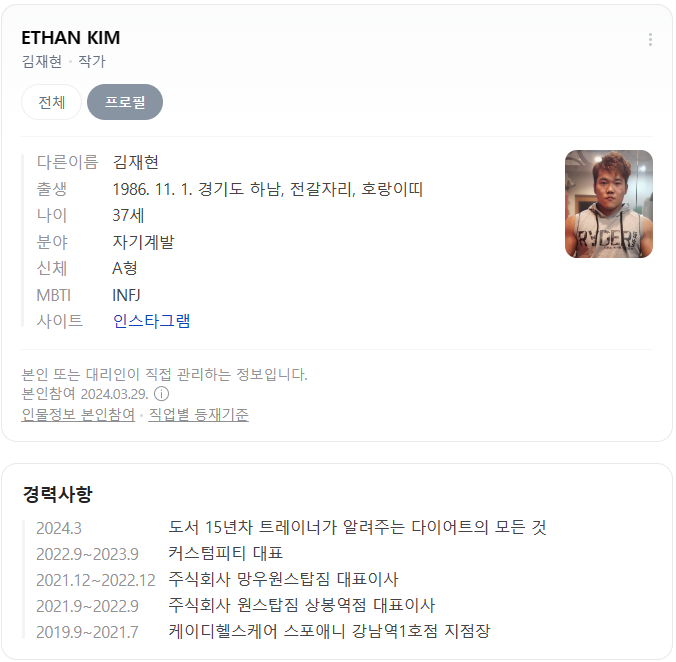 ETHAN KIM
김재현 · 작가
전체 프로필
다른이름 김재현
출생 1986. 11. 1. 경기도 하남, 전갈자리, 호랑이띠
나이 37세
분야 자기계발
신체 A형
MBTI INFJ
사이트 인스타그램
RYDER
본인 또는 대리인이 직접 관리하는 정보입니다.
본인참여 2024.03.29.
인물정보 본인참여 · 직업별 등재기준
경력사항
2024.3 도서 15년차 트레이너가 알려주는 다이어트의 모든 것
2022.9~2023.9 커스텀피티 대표
2021.12~2022.12 주식회사 망우원스탑짐 대표이사
2021.9~2022.9 주식회사 원스탑짐 상봉역점 대표이사
2019.9~2021.7 케이디헬스케어 스포애니 강남역1호점 지점장